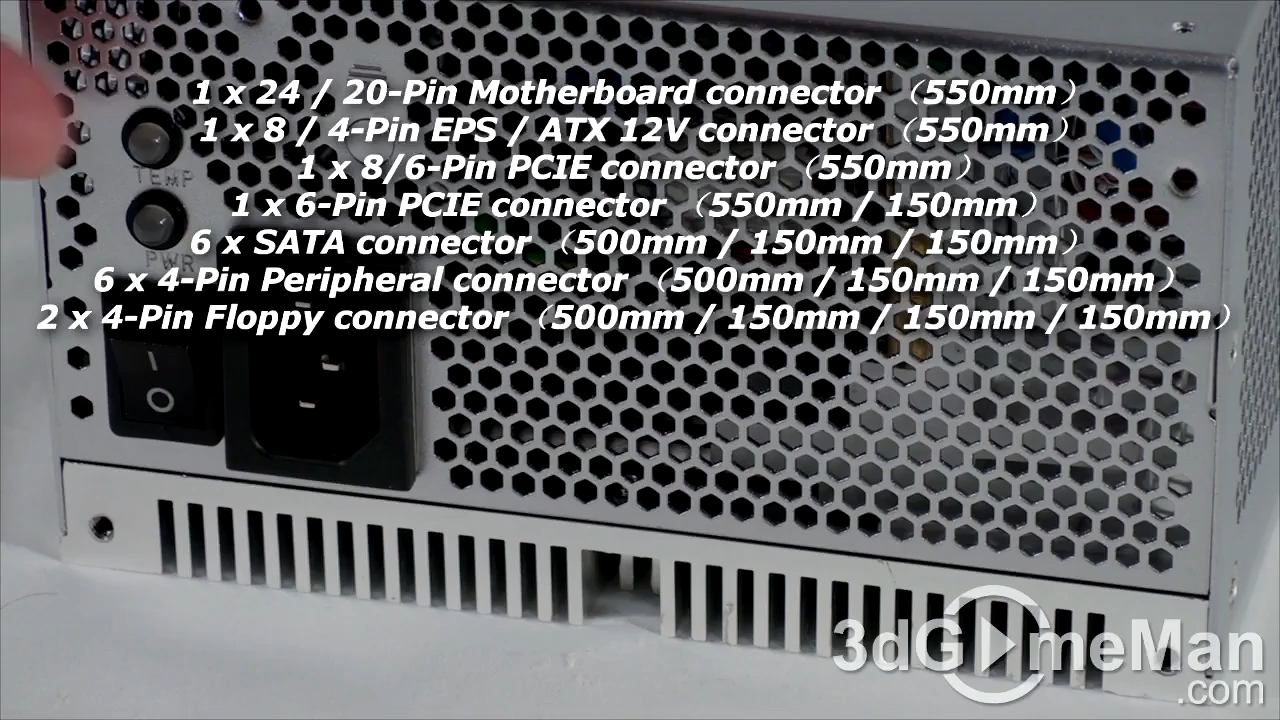 1 x 24 / 20-Pin Motherboard connector （550mm）
1 x 8 / 4-Pin EPS / ATX 12V connector （550mm）
1 x 8/6-Pin PCIE connector （550mm）
1 x 6-Pin PCIE connector （550mm / 150mm）
6 x SATA connector （500mm / 150mm / 150mm）
6 x 4-Pin Peripheral connector （500mm / 150mm / 150mm）
2 x 4-Pin Floppy connector （500mm / 150mm / 150mm / 150mm）
TEMP
PWR
3dGameMan
.com